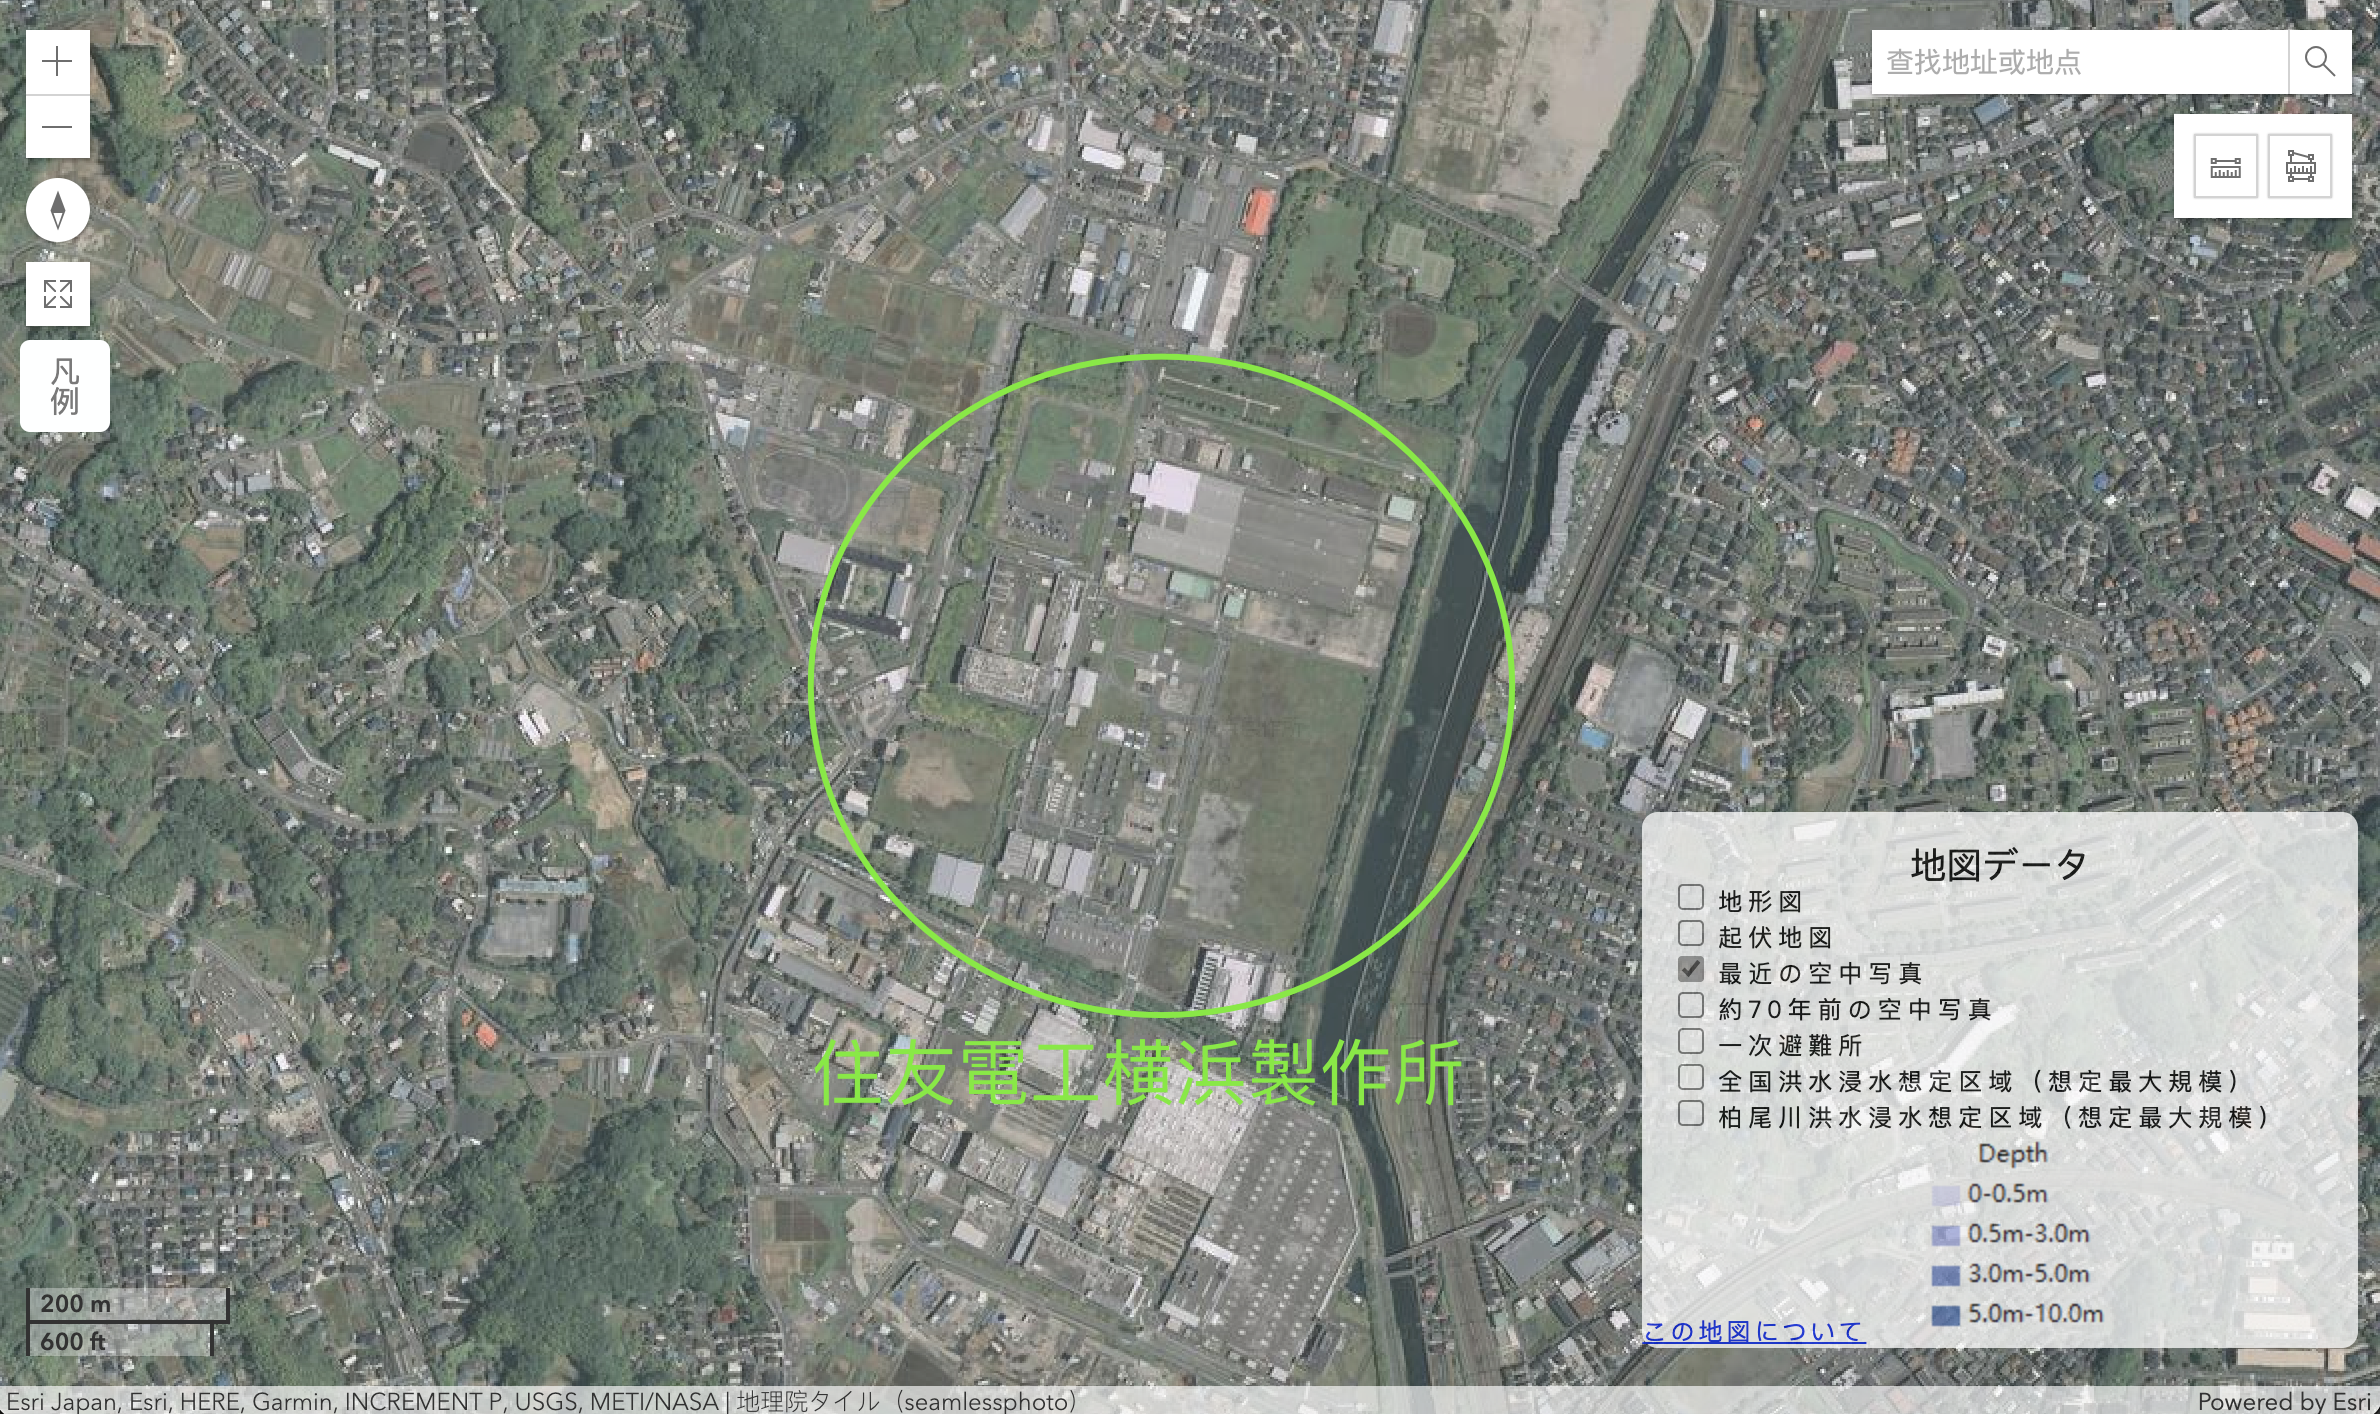 查找地址或地点
凡
例
住友電工横浜製作所
地図データ
地形図
起伏地図
最近の空中写真
約70年前の空中写真
一次避難所
全国洪水浸水想定区域（想定最大規模）
柏尾川洪水浸水想定区域（想定最大規模）
Depth
0-0.5m
0.5m-3.0m
3.0m-5.0m
5.0m-10.0m
この地図について
200 m
600 ft
Esri Japan, Esri, HERE, Garmin, INCREMENT P, USGS, METI/NASA | 地理院タイル（seamlessphoto）
Powered by Esri